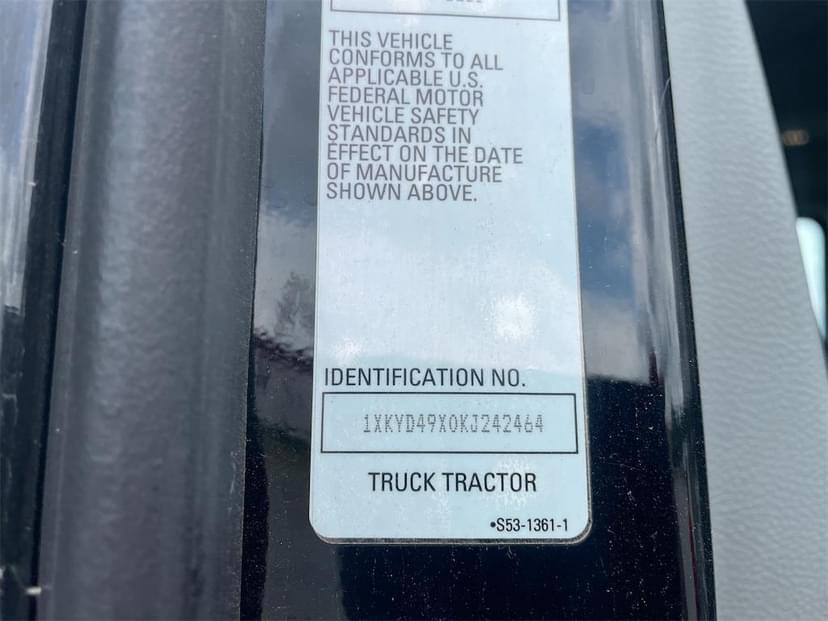 THIS VEHICLE
CONFORMS TO ALL
APPLICABLE U.S.
FEDERAL MOTOR
VEHICLE SAFETY
STANDARDS IN
EFFECT ON THE DATE
OF MANUFACTURE
SHOWN ABOVE.
IDENTIFICATION NO.
1XKYD49X0KJ242464
TRUCK TRACTOR
•S53-1361-1